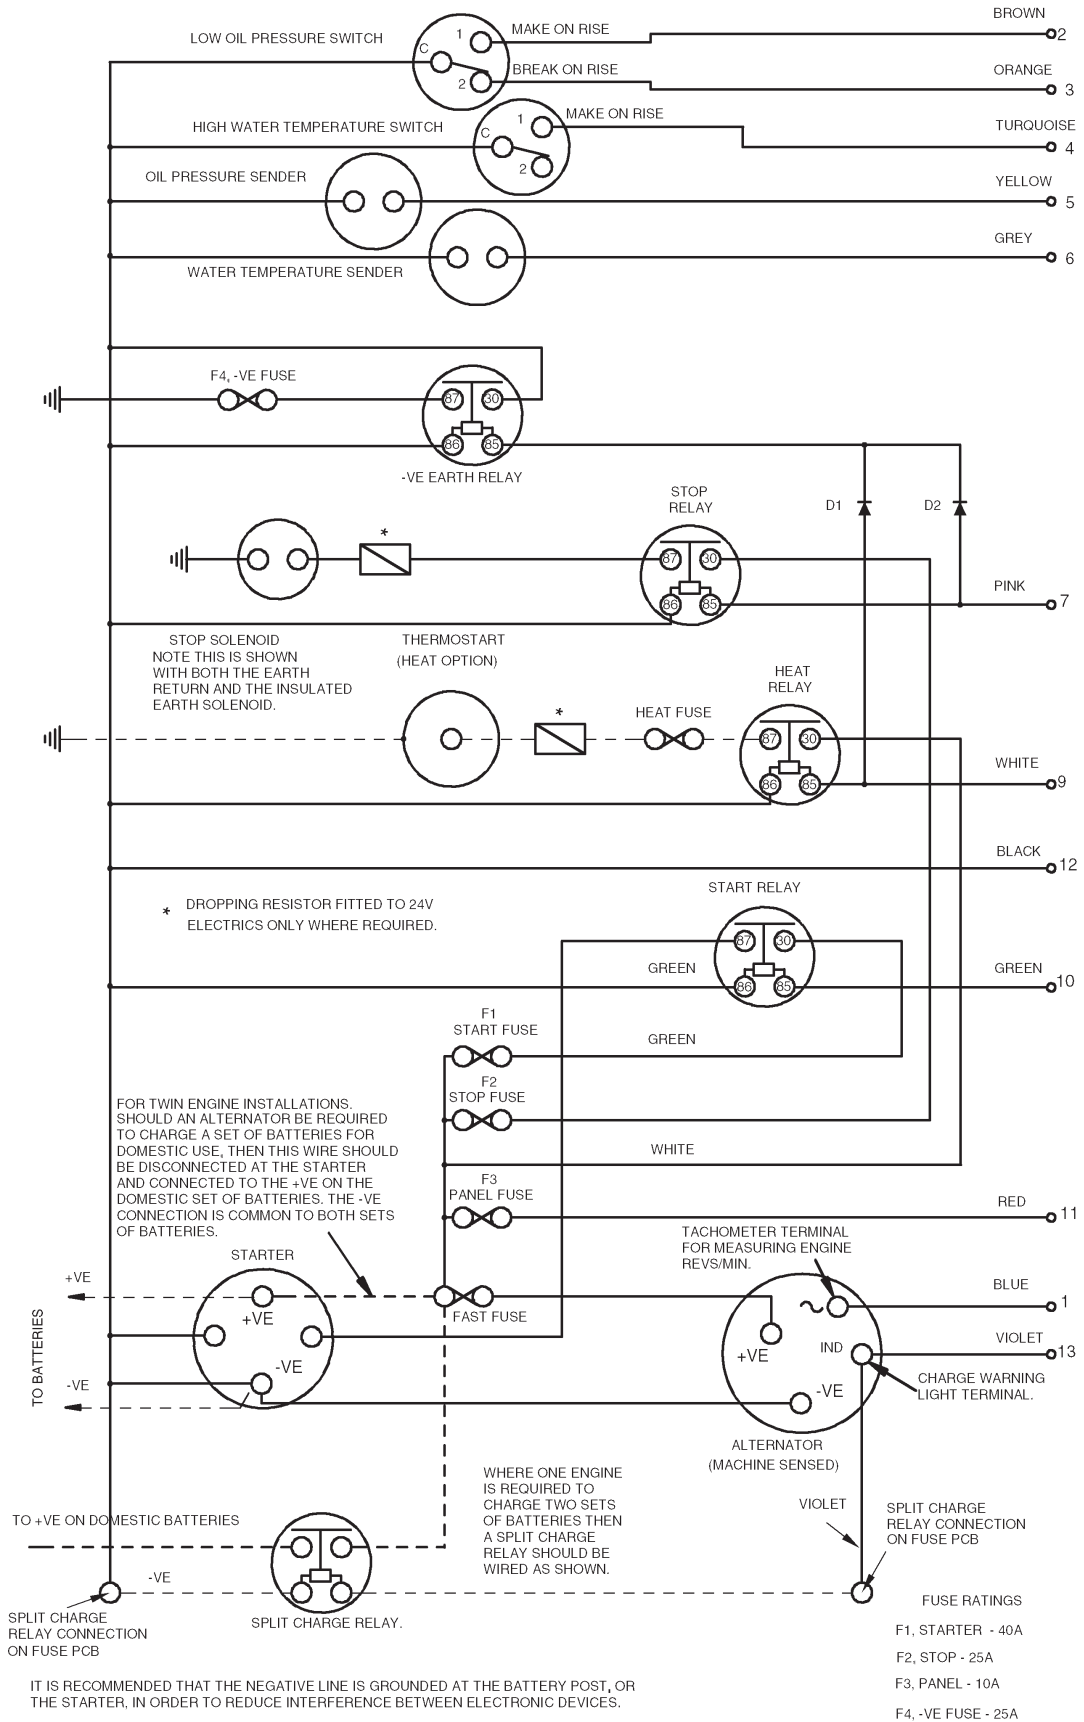 BROWN
LOW OIL PRESSURE SWITCH
1
MAKE ON RISE
2
C
BREAK ON RISE
ORANGE
2
3
HIGH WATER TEMPERATURE SWITCH
1
MAKE ON RISE
TURQUOISE
C
4
2
OIL PRESSURE SENDER
YELLOW
5
GREY
WATER TEMPERATURE SENDER
6
F4, -VE FUSE
87
30
86
85
-VE EARTH RELAY
STOP
RELAY
D1
D2
*
87
30
PINK
86
85
7
STOP SOLENOID
NOTE THIS IS SHOWN
WITH BOTH THE EARTH
RETURN AND THE INSULATED
EARTH SOLENOID.
THERMOSTART
(HEAT OPTION)
HEAT
RELAY
*
HEAT FUSE
87
30
WHITE
86
85
9
BLACK
12
START RELAY
* DROPPING RESISTOR FITTED TO 24V
ELECTRICS ONLY WHERE REQUIRED.
87
30
GREEN
GREEN
86
85
10
F1
START FUSE
GREEN
F2
STOP FUSE
FOR TWIN ENGINE INSTALLATIONS.
SHOULD AN ALTERNATOR BE REQUIRED
TO CHARGE A SET OF BATTERIES FOR
DOMESTIC USE, THEN THIS WIRE SHOULD
BE DISCONNECTED AT THE STARTER
AND CONNECTED TO THE +VE ON THE
DOMESTIC SET OF BATTERIES. THE -VE
CONNECTION IS COMMON TO BOTH SETS
OF BATTERIES.
WHITE
F3
PANEL FUSE
RED
11
TACHOMETER TERMINAL
FOR MEASURING ENGINE
REVS/MIN.
STARTER
+VE
+VE
FAST FUSE
BLUE
1
TO BATTERIES
-VE
-VE
+VE
IND
VIOLET
13
-VE
CHARGE WARNING
LIGHT TERMINAL.
ALTERNATOR
(MACHINE SENSED)
WHERE ONE ENGINE
IS REQUIRED TO
CHARGE TWO SETS
OF BATTERIES THEN
A SPLIT CHARGE
RELAY SHOULD BE
WIRED AS SHOWN.
VIOLET
SPLIT CHARGE
RELAY CONNECTION
ON FUSE PCB
TO +VE ON DOMESTIC BATTERIES
-VE
SPLIT CHARGE
RELAY CONNECTION
ON FUSE PCB
SPLIT CHARGE RELAY.
FUSE RATINGS
F1, STARTER - 40A
F2, STOP - 25A
F3, PANEL - 10A
F4, -VE FUSE - 25A
IT IS RECOMMENDED THAT THE NEGATIVE LINE IS GROUNDED AT THE BATTERY POST, OR
THE STARTER, IN ORDER TO REDUCE INTERFERENCE BETWEEN ELECTRONIC DEVICES.